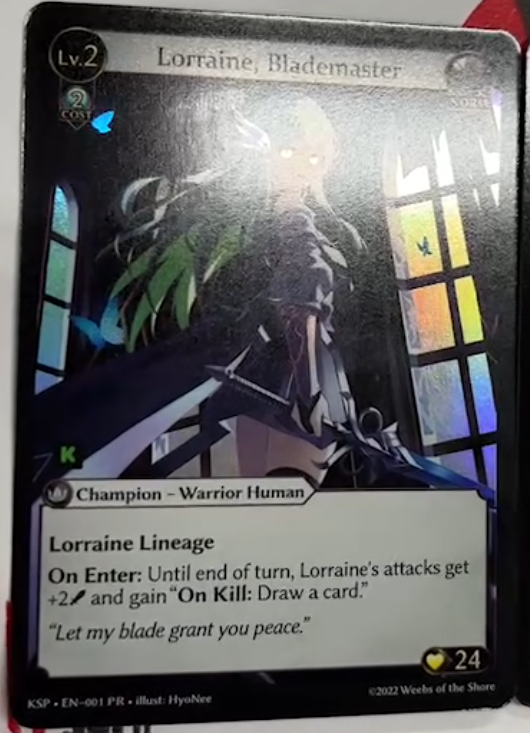 Lv.2
Lorraine, Blademaster
2
COST
NORM
K
Champion – Warrior Human
Lorraine Lineage
On Enter: Until end of turn, Lorraine's attacks get
+2 and gain "On Kill: Draw a card."
"Let my blade grant you peace."
24
KSP • EN-001 PR • illust: HyoNee
©2022 Weebs of the Shore